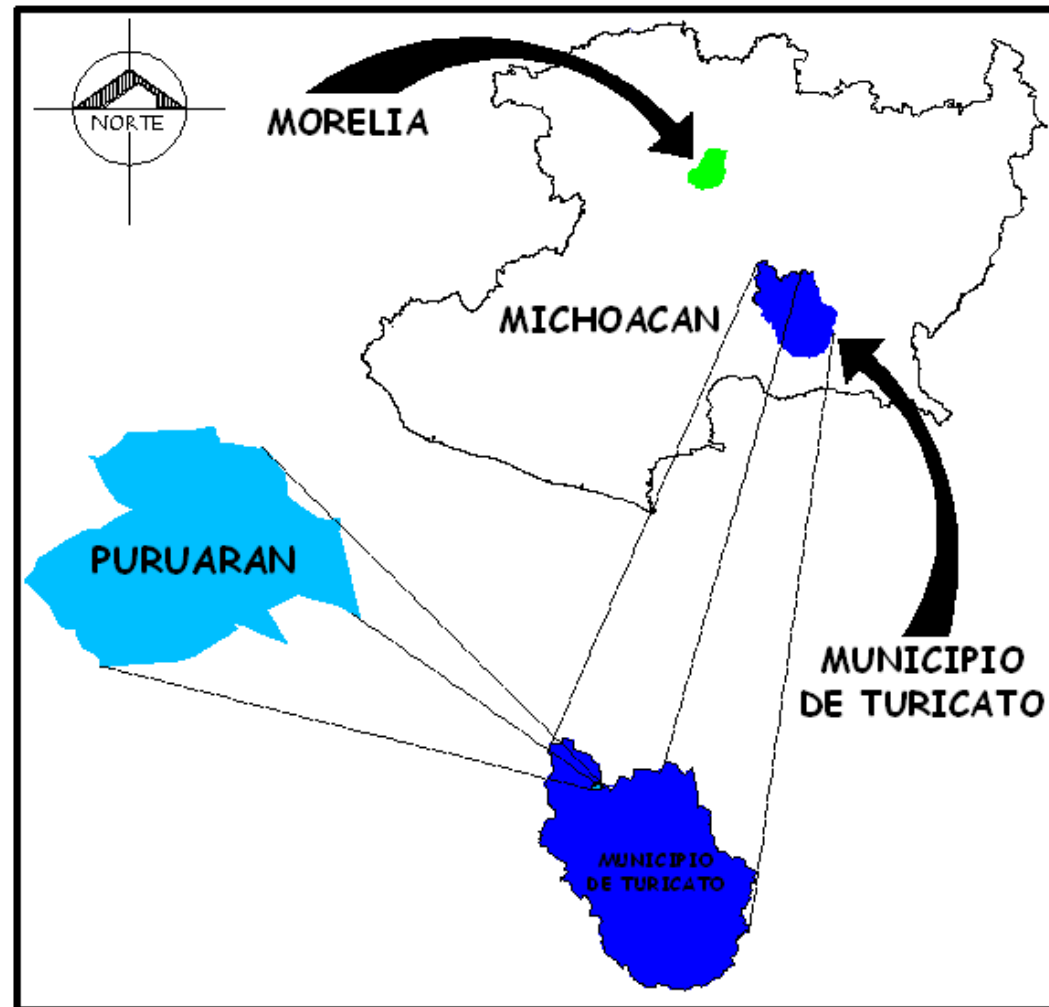 NORTE
MORELIA
MICHOACAN
PURUARAN
MUNICIPIO
DE TURICATO
MUNICIPIO
DE TURICATO